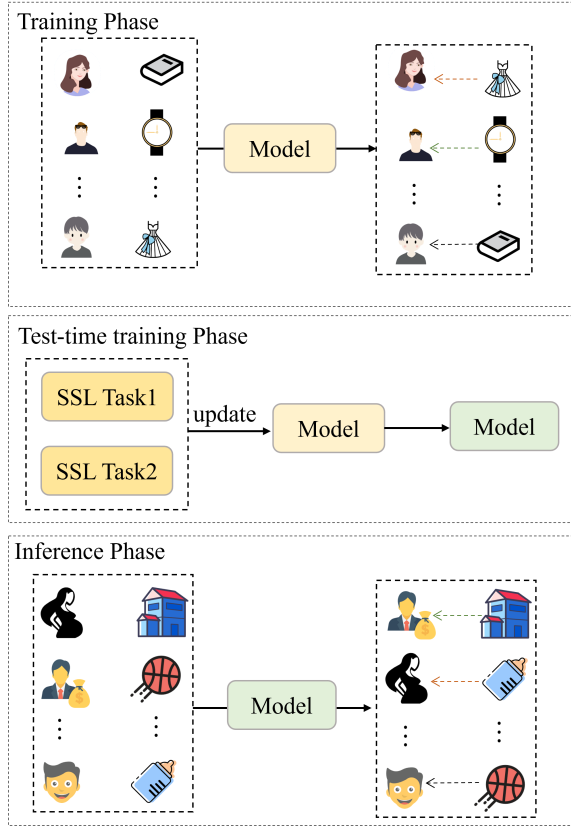 Training Phase
Model
Test-time training Phase
SSL Task1
SSL Task2
update
Model
Model
Inference Phase
Model